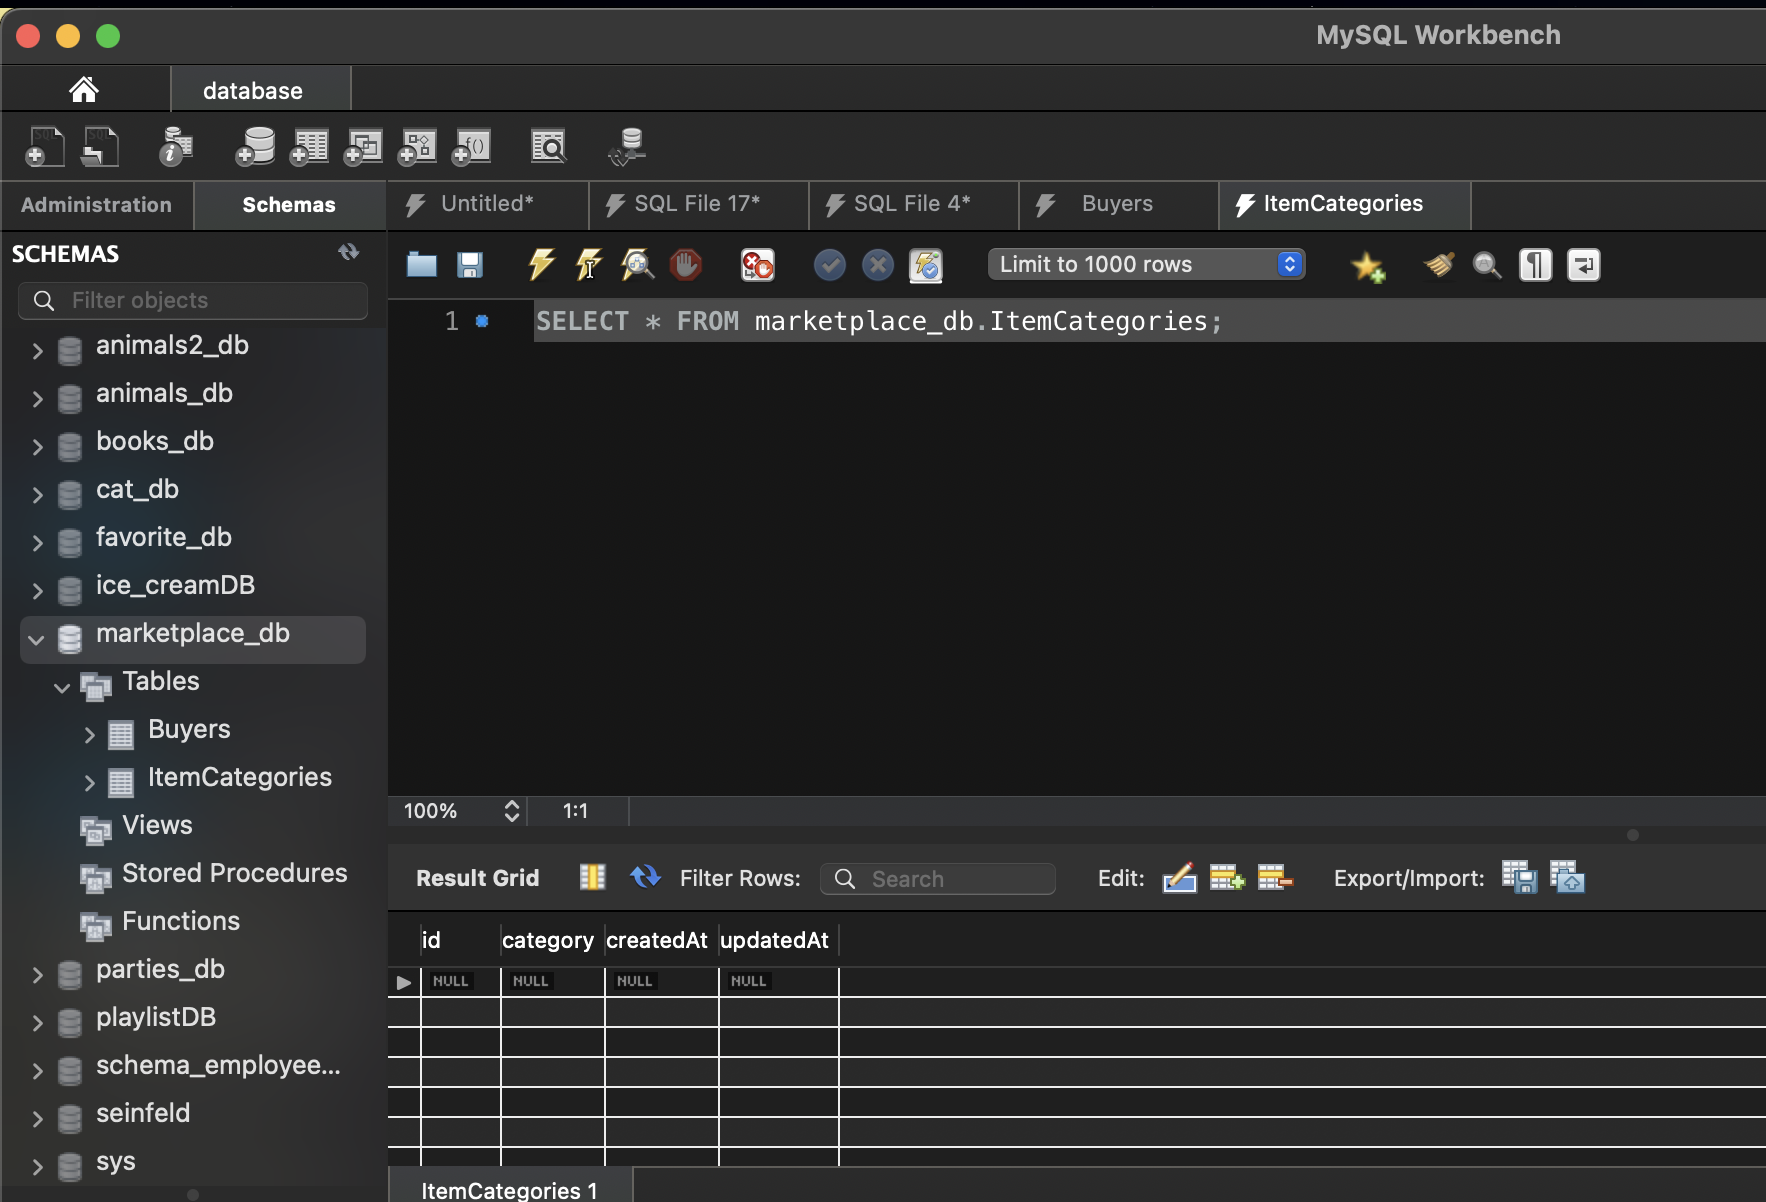 MySQL Workbench
database
SQL SQL
f()
Administration Schemas
Untitled* SQL File 17* SQL File 4* Buyers ItemCategories
SCHEMAS
Filter objects
Limit to 1000 rows
1 SELECT * FROM marketplace_db.ItemCategories;
animals2_db
animals_db
books_db
cat_db
favorite_db
ice_creamDB
marketplace_db
Tables
Buyers
ItemCategories
Views
Stored Procedures
Functions
parties_db
playlistDB
schema_employee...
seinfeld
sys
100% 1:1
Result Grid Filter Rows: Search Edit: Export/Import:
id category createdAt updatedAt
NULL NULL NULL NULL
ItemCategories 1